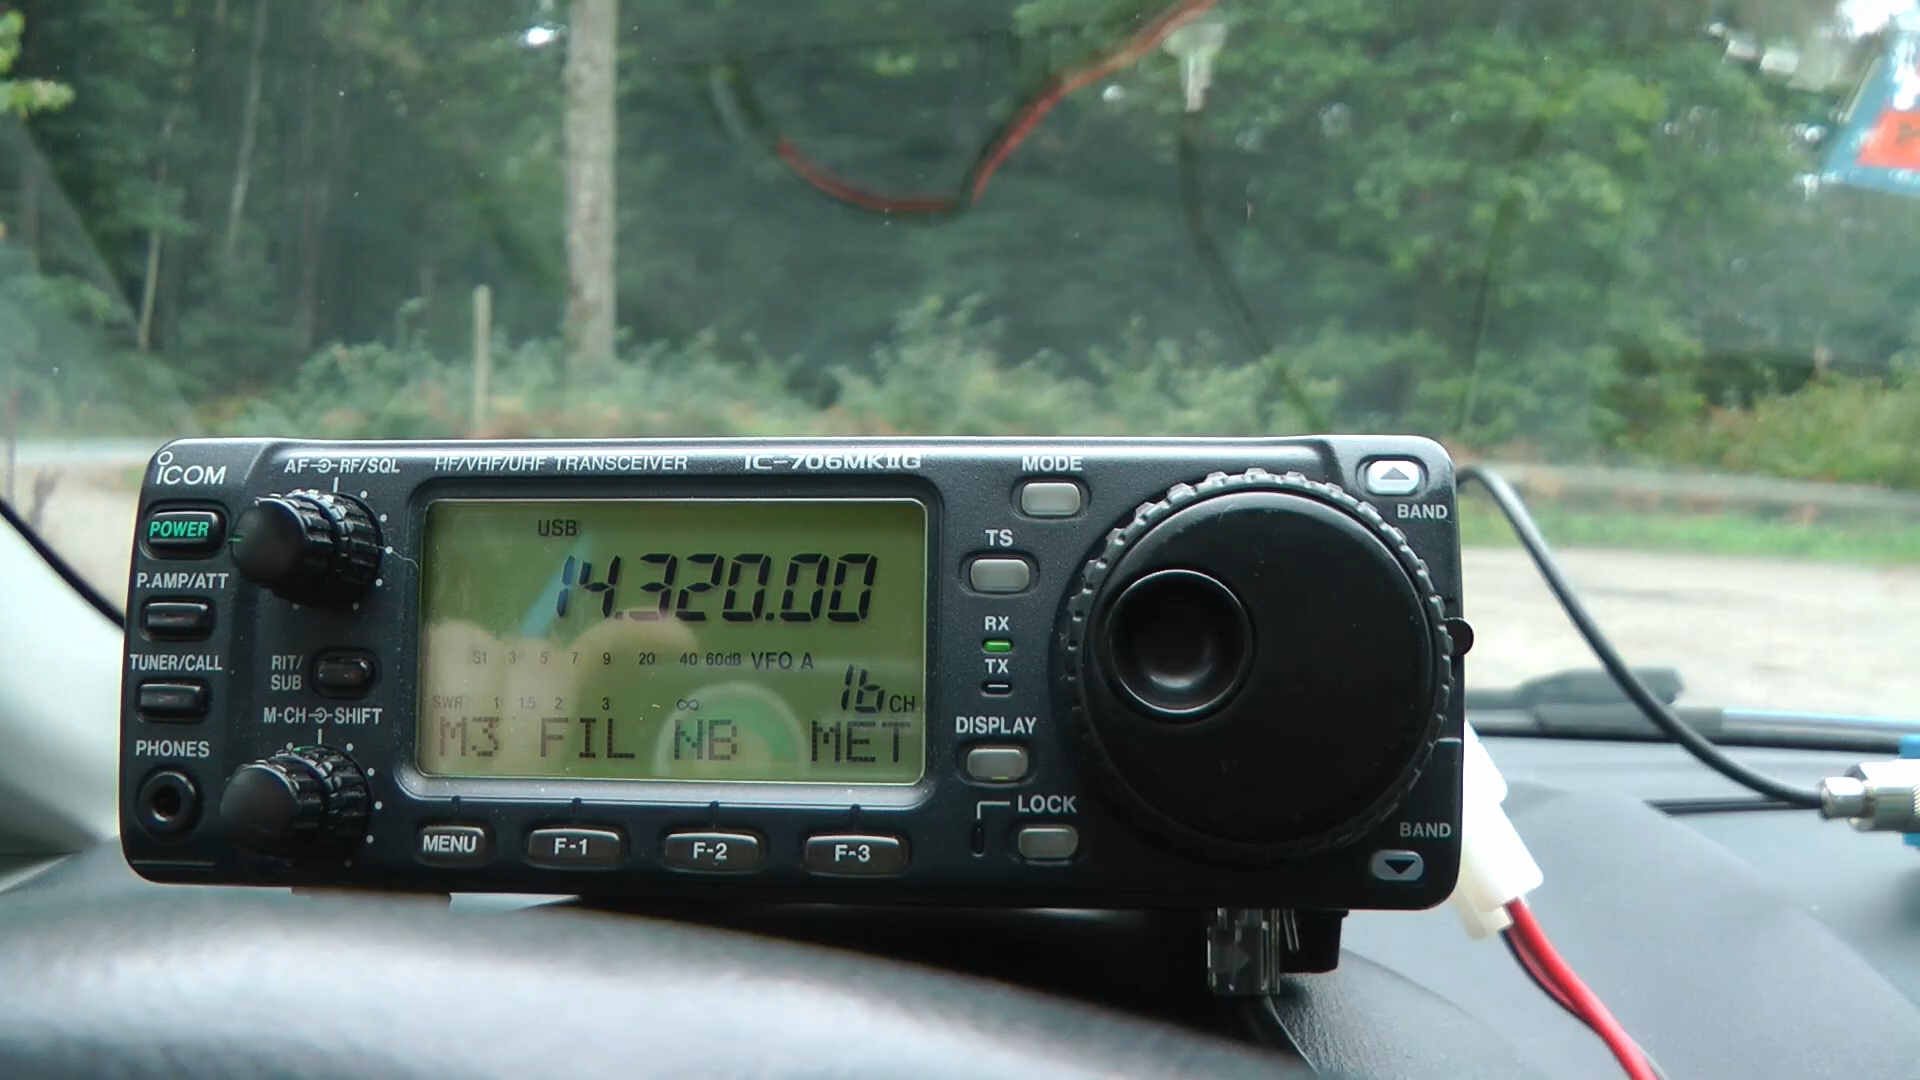 ICOM
AF RF/SQL
HF/VHF/UHF TRANSCEIVER
IC-706MKIIG
MODE
BAND
POWER
USB
14.320.00
TS
P.AMP/ATT
RX
S1 3 5 7 9 20 40 60dB VFO A
TX
TUNER/CALL
RIT/
SUB
16 CH
SWR 1 1.5 2 3 ∞
M-CH SHIFT
M3 FIL NB MET
DISPLAY
PHONES
LOCK
BAND
MENU
F-1
F-2
F-3